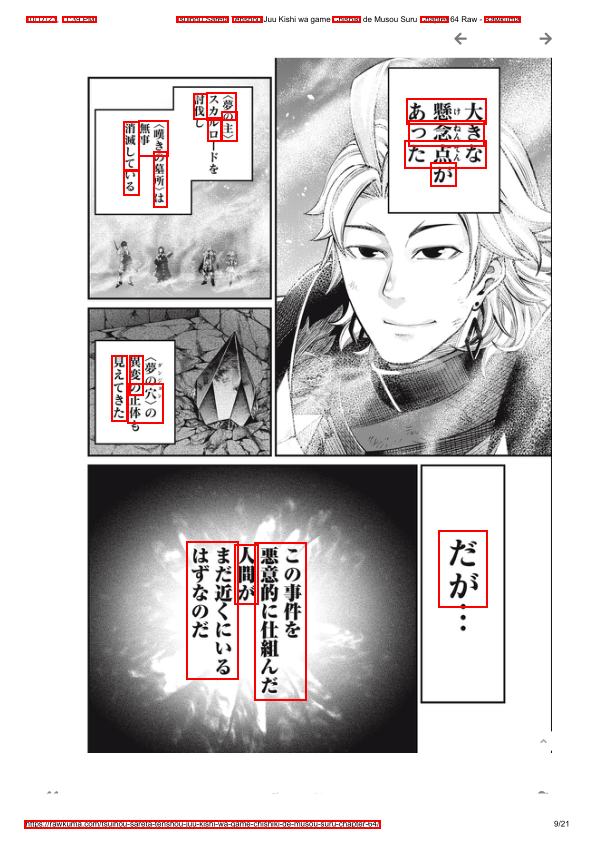 Tsuihou Sareta Tenshou Juu Kishi wa game Chishiki de Musou Suru Chapter 64 Raw - Rawkuma
大きな
懸念点が
あった
〈夢の主〉
スカルロードを
討伐し
〈嘆きの墓所〉は
無事
消滅している
〈夢の穴〉の
異変の正体も
見えてきた
だが…
この事件を
悪意的に仕組んだ
人間が
まだ近くにいる
はずなのだ
https://rawkuma.com/tsuihou-sareta-tenshou-juu-kishi-wa-game-chishiki-de-musou-suru-chapter-64/
9/21